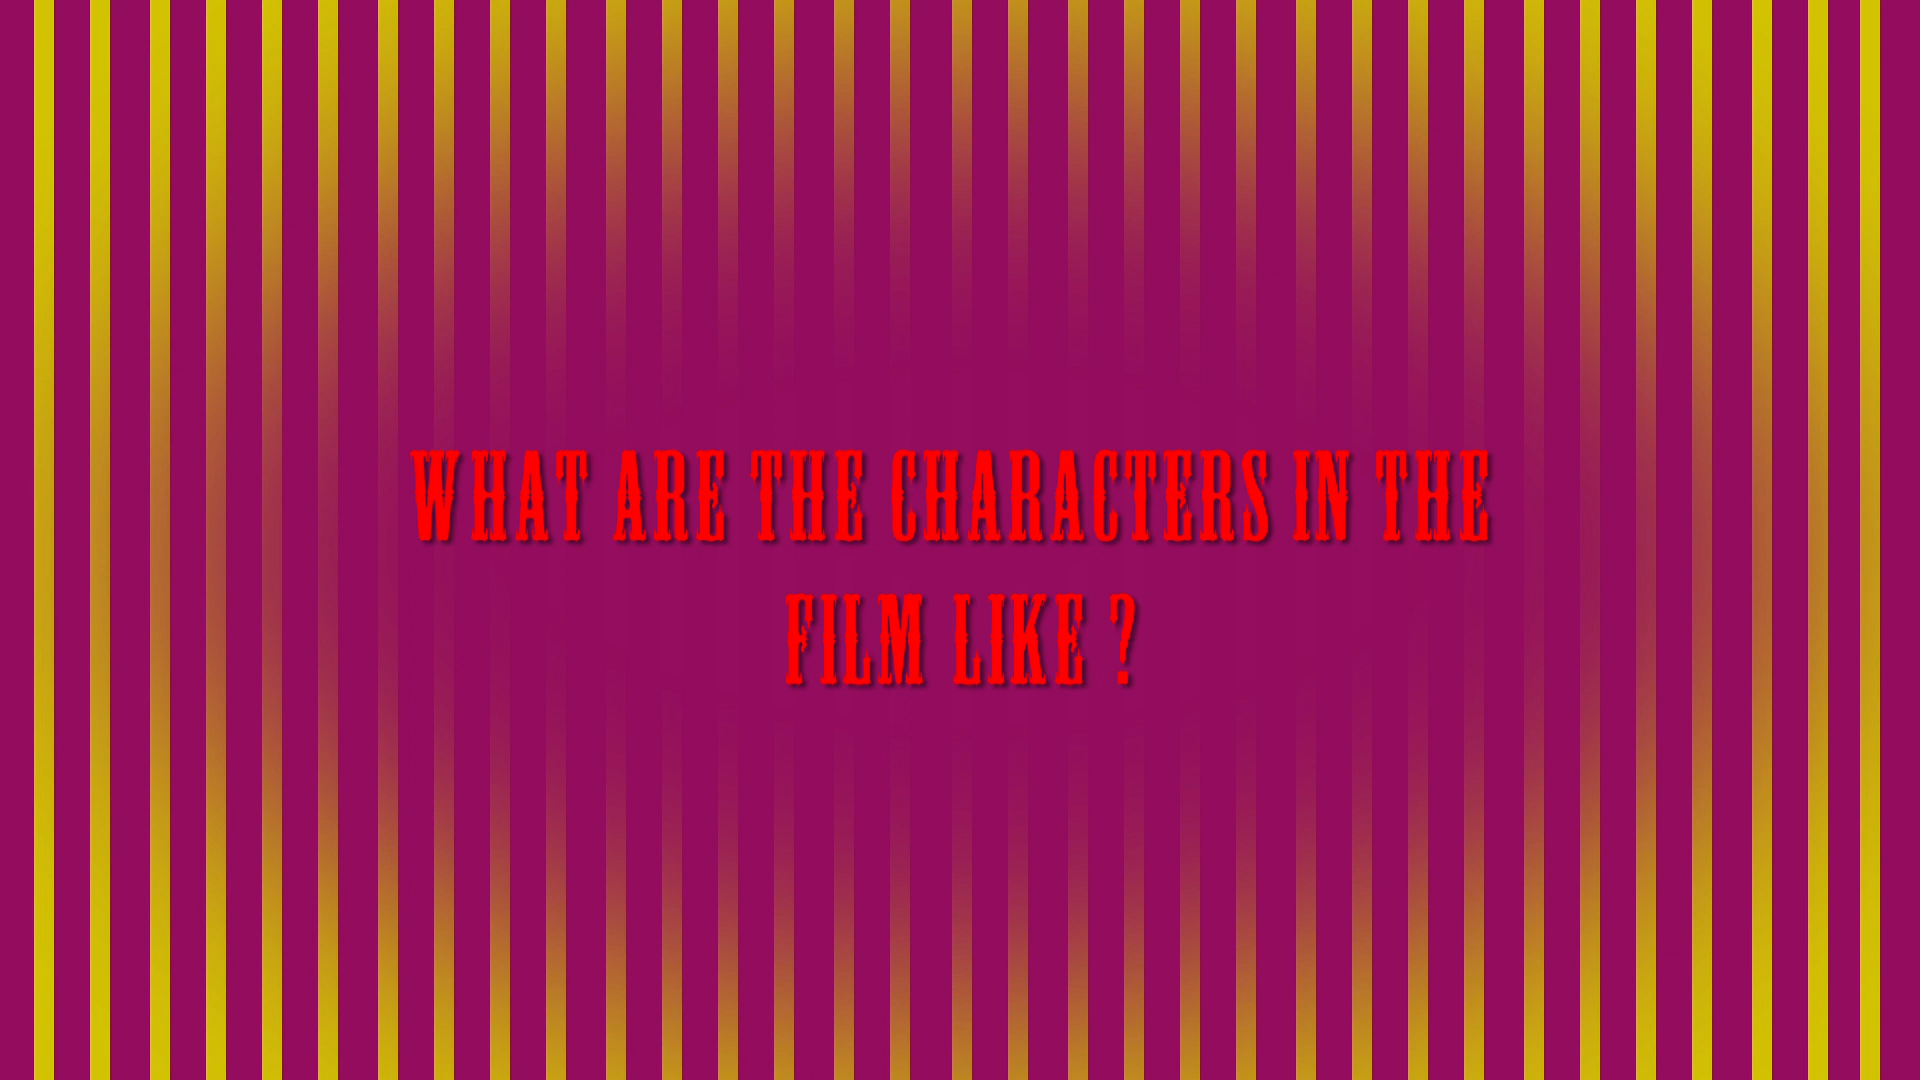 WHAT ARE THE CHARACTERS IN THE
FILM LIKE ?